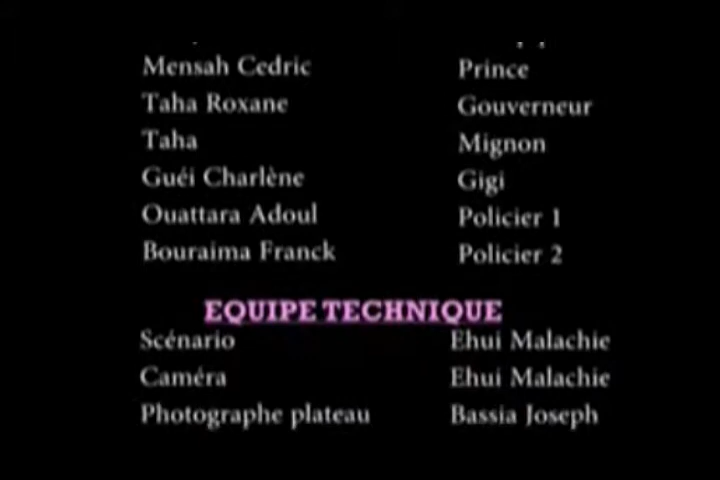 Mensah Cedric Prince
Taha Roxane Gouverneur
Taha Mignon
Guéi Charlène Gigi
Ouattara Adoul Policier 1
Bouraima Franck Policier 2
EQUIPE TECHNIQUE
Scénario Ehui Malachie
Caméra Ehui Malachie
Photographe plateau Bassia Joseph